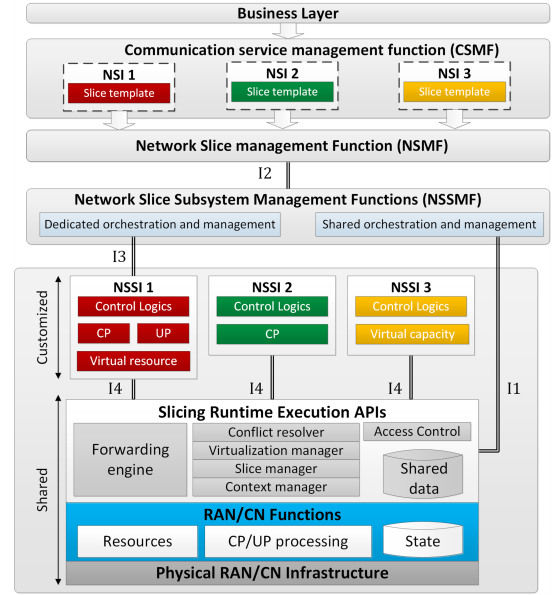 Business Layer
Communication service management function (CSMF)
NSI 1
NSI 2
NSI 3
Slice template
Slice template
Slice template
Network Slice management Function (NSMF)
I2
Network Slice Subsystem Management Functions (NSSMF)
Dedicated orchestration and management
Shared orchestration and management
I3
Customized
NSSI 1
NSSI 2
NSSI 3
Control Logics
Control Logics
Control Logics
CP
UP
CP
Virtual capacity
Virtual resource
I4
I4
I4
I1
Shared
Slicing Runtime Execution APIs
Forwarding
engine
Conflict resolver
Virtualization manager
Slice manager
Context manager
Access Control
Shared
data
RAN/CN Functions
Resources
CP/UP processing
State
Physical RAN/CN Infrastructure